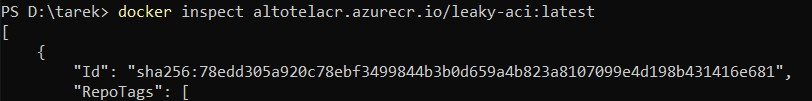 PS D:\tarek> docker inspect altotelacr.azurecr.io/leaky-aci:latest
[
{
"Id": "sha256:78edd305a920c78ebf3499844b3b0d659a4b823a8107099e4d198b431416e681",
"RepoTags": [